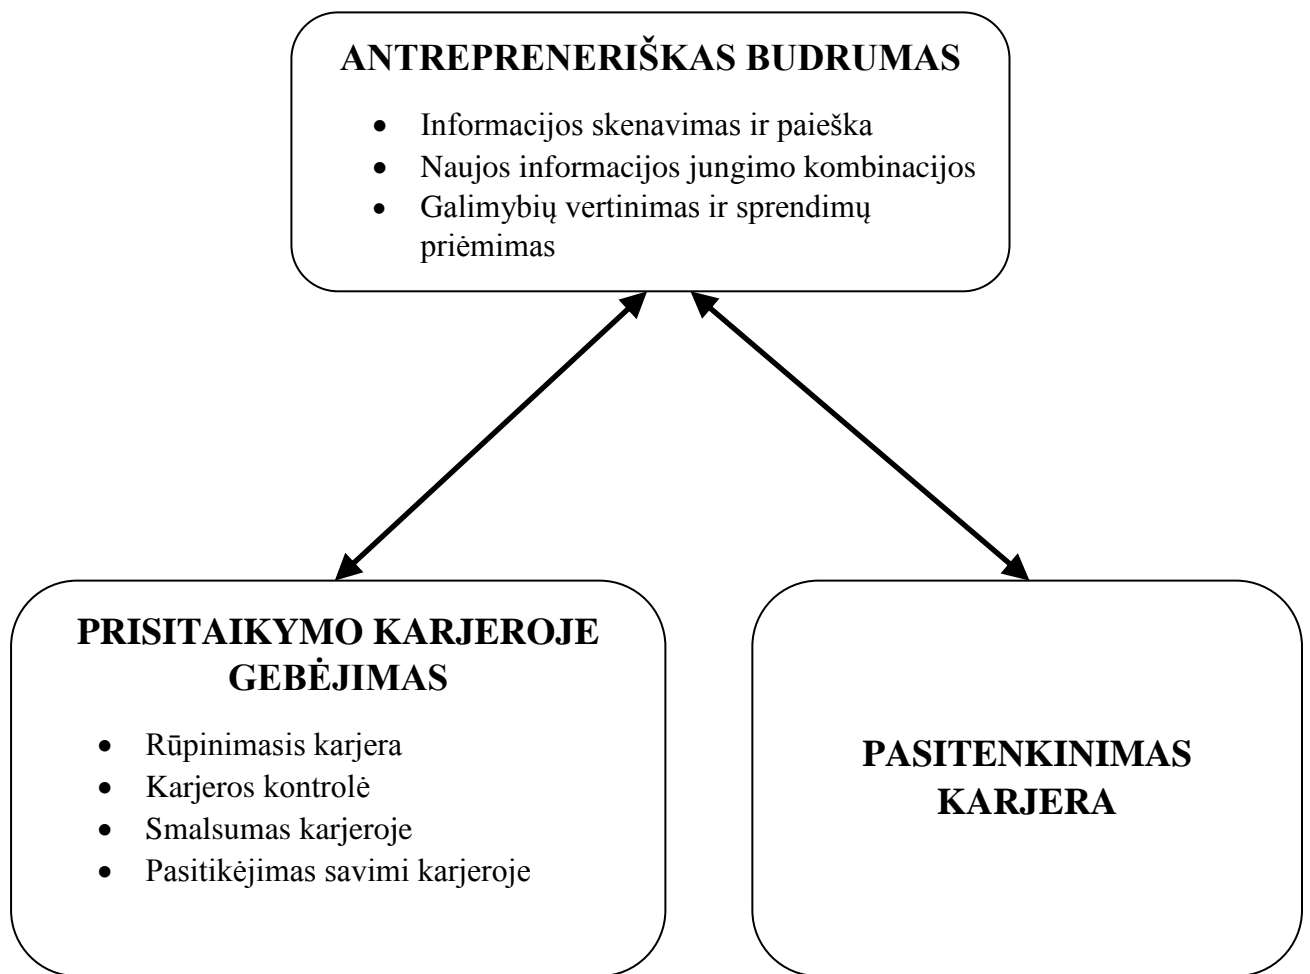 ANTREPRENERIŠKAS BUDRUMAS
• Informacijos skenavimas ir paieška
• Naujos informacijos jungimo kombinacijos
• Galimybių vertinimas ir sprendimų
priėmimas
PRISITAIKYMO KARJEROJE
GEBĖJIMAS
• Rūpinimasis karjera
• Karjeros kontrolė
• Smalsumas karjeroje
• Pasitikėjimas savimi karjeroje
PASITENKINIMAS
KARJERA